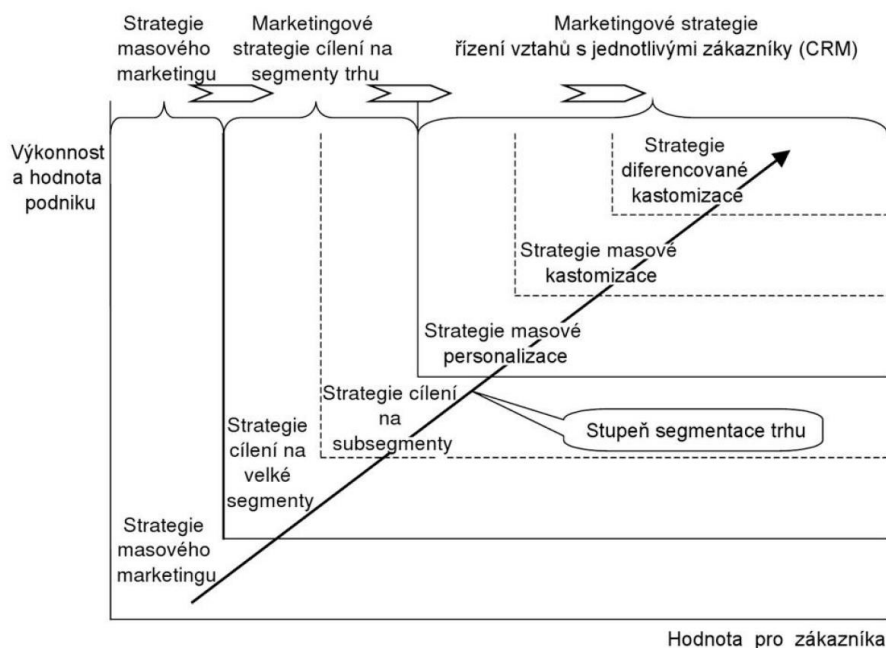 Strategie
masového
marketingu
Marketingové
strategie cílení na
segmenty trhu
Marketingové strategie
řízení vztahů s jednotlivými zákazníky (CRM)
Výkonnost
a hodnota
podniku
Strategie
diferencované
kastomizace
Strategie masové
kastomizace
Strategie masové
personalizace
Strategie cílení
na
subsegmenty
Stupeň segmentace trhu
Strategie
cílení na
velké
segmenty
Strategie
masového
marketingu
Hodnota pro zákazníka